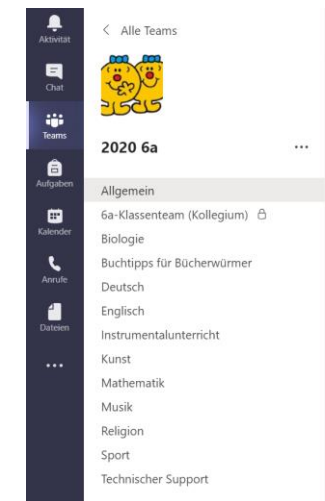 Aktivität
Chat
Teams
Aufgaben
Kalender
Anrufe
Dateien
Alle Teams
2020 6a
Allgemein
6a-Klassenteam (Kollegium)
Biologie
Buchtipps für Bücherwürmer
Deutsch
Englisch
Instrumentalunterricht
Kunst
Mathematik
Musik
Religion
Sport
Technischer Support